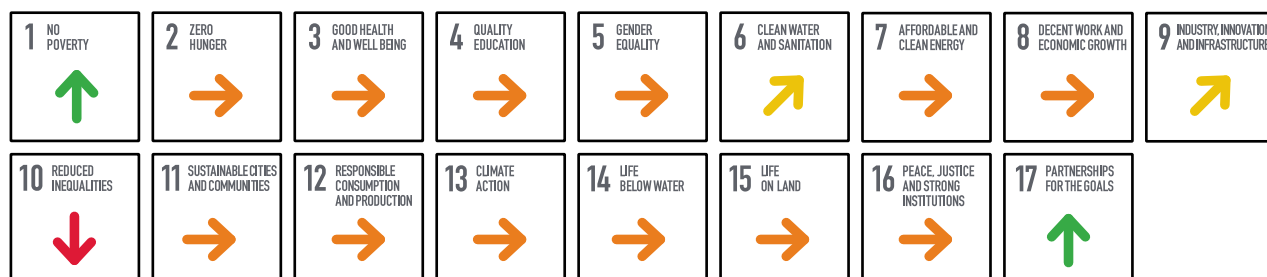 1 NO
POVERTY
2 ZERO
HUNGER
3 GOOD HEALTH
AND WELL BEING
4 QUALITY
EDUCATION
5 GENDER
EQUALITY
6 CLEAN WATER
AND SANITATION
7 AFFORDABLE AND
CLEAN ENERGY
8 DECENT WORK AND
ECONOMIC GROWTH
9 INDUSTRY, INNOVATION
AND INFRASTRUCTURE
10 REDUCED
INEQUALITIES
11 SUSTAINABLE CITIES
AND COMMUNITIES
12 RESPONSIBLE
CONSUMPTION
AND PRODUCTION
13 CLIMATE
ACTION
14 LIFE
BELOW WATER
15 LIFE
ON LAND
16 PEACE, JUSTICE
AND STRONG
INSTITUTIONS
17 PARTNERSHIPS
FOR THE GOALS